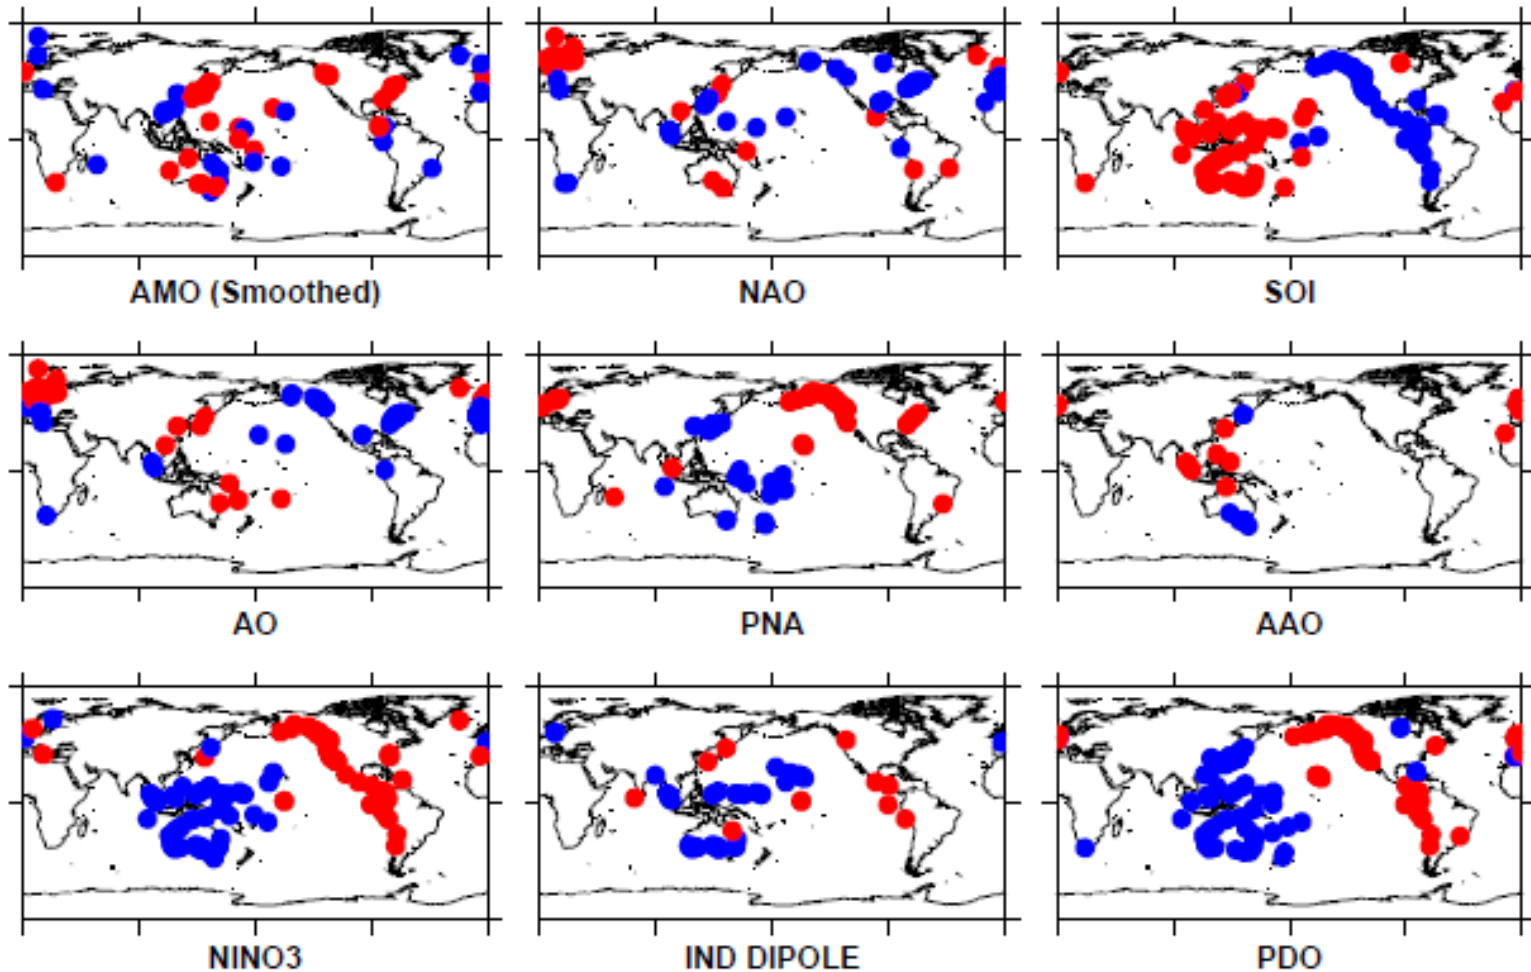 AMO (Smoothed)
NAO
SOI
AO
PNA
AAO
NINO3
IND DIPOLE
PDO